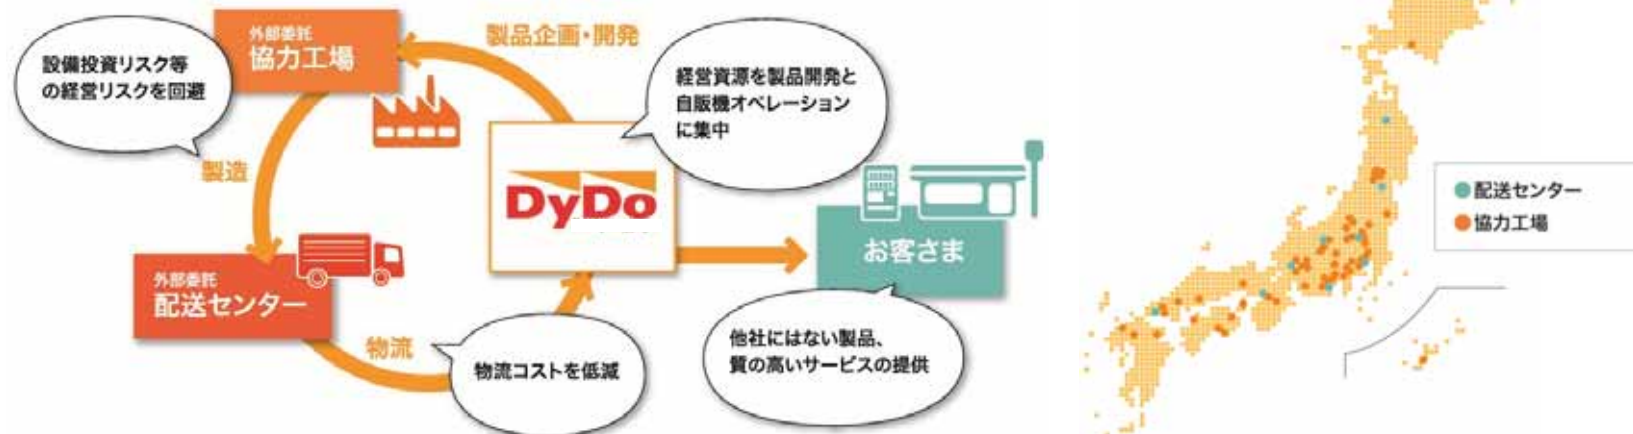 外部委託
協力工場
製品企画・開発
設備投資リスク等
の経営リスクを回避
経営資源を製品開発と
自販機オペレーション
に集中
製造
DyDo
お客さま
外部委託
配送センター
物流
物流コストを低減
他社にはない製品、
質の高いサービスの提供
配送センター
協力工場